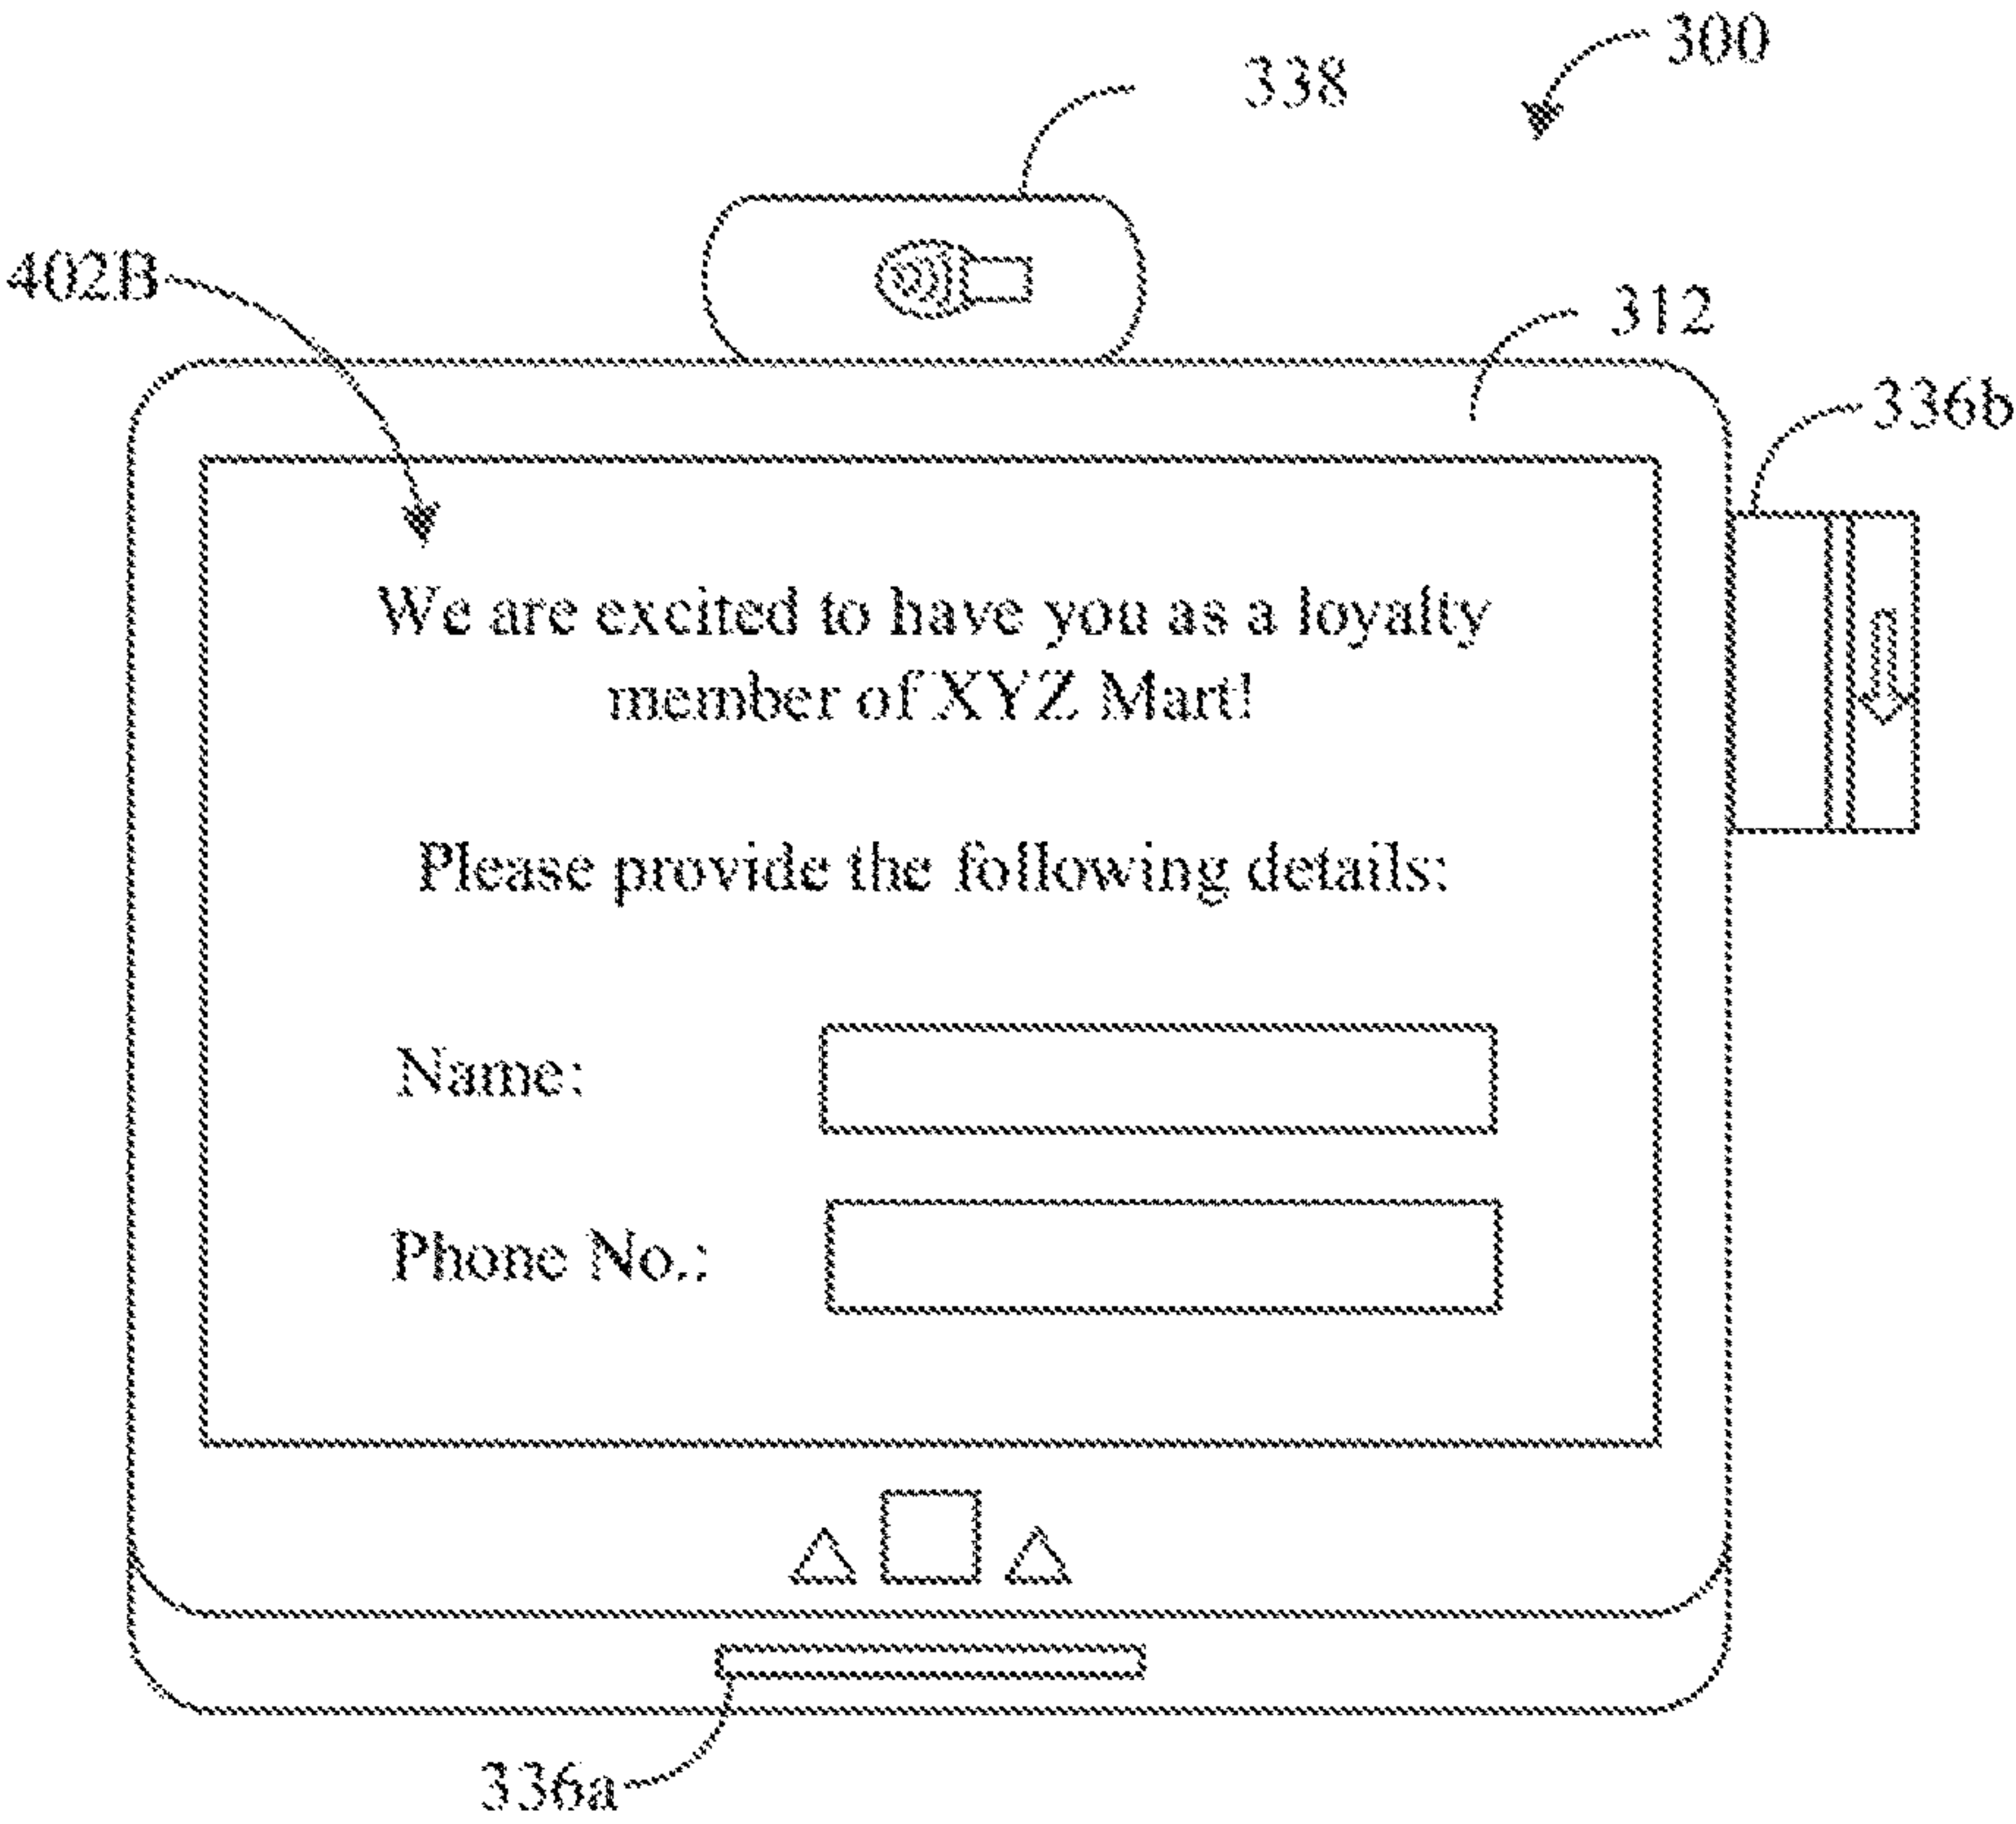 300
338
402B
312
336b
We are excited to have you as a loyalty
member of XYZ Mart!
Please provide the following details:
Name:
Phone No.:
336a